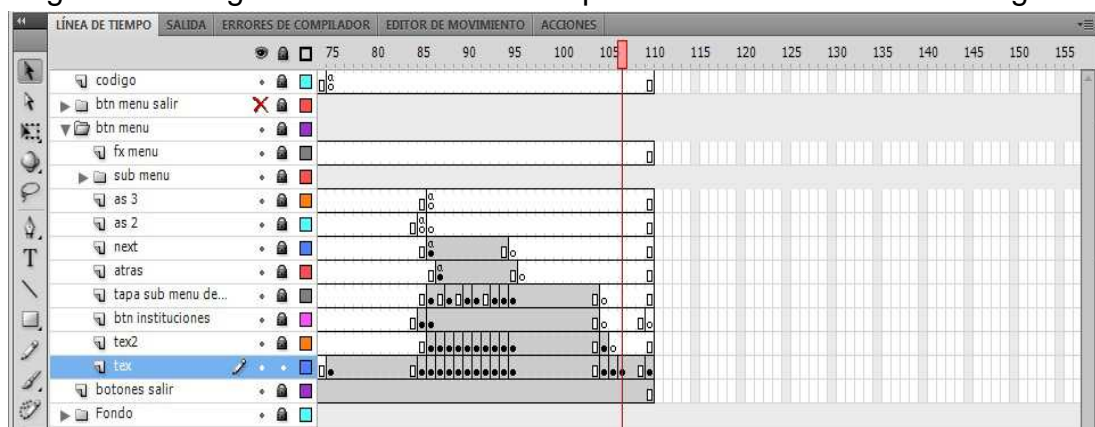 LÍNEA DE TIEMPO SALIDA ERRORES DE COMPILADOR EDITOR DE MOVIMIENTO ACCIONES
75 80 85 90 95 100 105 110 115 120 125 130 135 140 145 150 155
codigo
btn menu salir
btn menu
fx menu
sub menu
as 3
as 2
next
atras
tapa sub menu de...
btn instituciones
tex2
tex
botones salir
Fondo